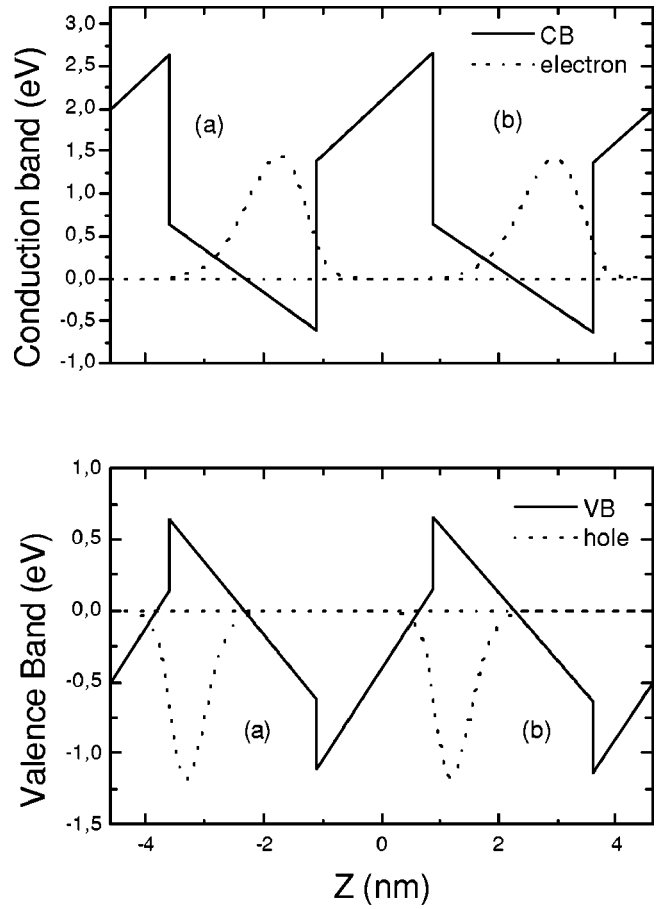 3,0
2,5
2,0
1,5
1,0
0,5
0,0
-0,5
-1,0
Conduction band (eV)
CB
electron
(a)
(b)
1,0
0,5
0,0
-0,5
-1,0
-1,5
Valence Band (eV)
VB
hole
(a)
(b)
-4
-2
0
2
4
Z (nm)